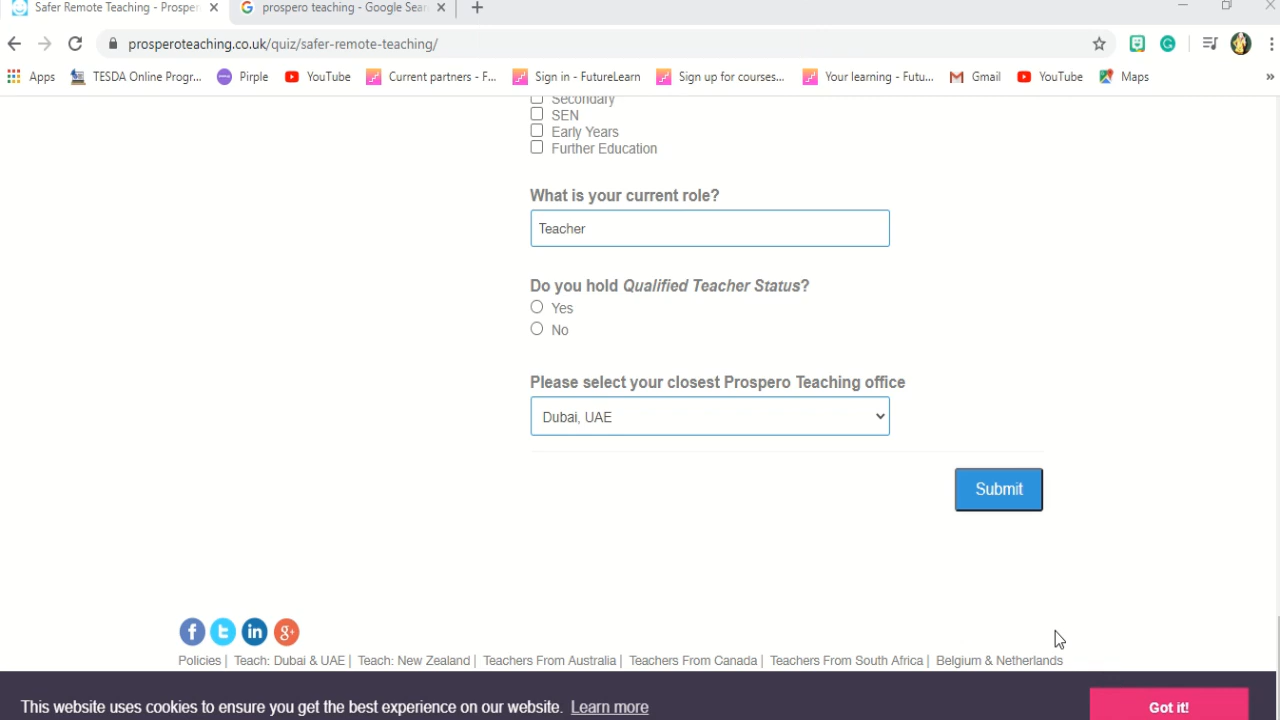 Safer Remote Teaching - Prosper
prospero teaching - Google Sear
prosperoteaching.co.uk/quiz/safer-remote-teaching/
Apps TESDA Online Progr... Pirple YouTube Current partners - F... Sign in - FutureLearn Sign up for courses... Your learning - Futu... Gmail YouTube Maps »
Secondary
SEN
Early Years
Further Education
What is your current role?
Teacher
Do you hold Qualified Teacher Status?
Yes
No
Please select your closest Prospero Teaching office
Dubai, UAE
Submit
Policies | Teach: Dubai & UAE | Teach: New Zealand | Teachers From Australia | Teachers From Canada | Teachers From South Africa | Belgium & Netherlands
This website uses cookies to ensure you get the best experience on our website. Learn more
Got it!